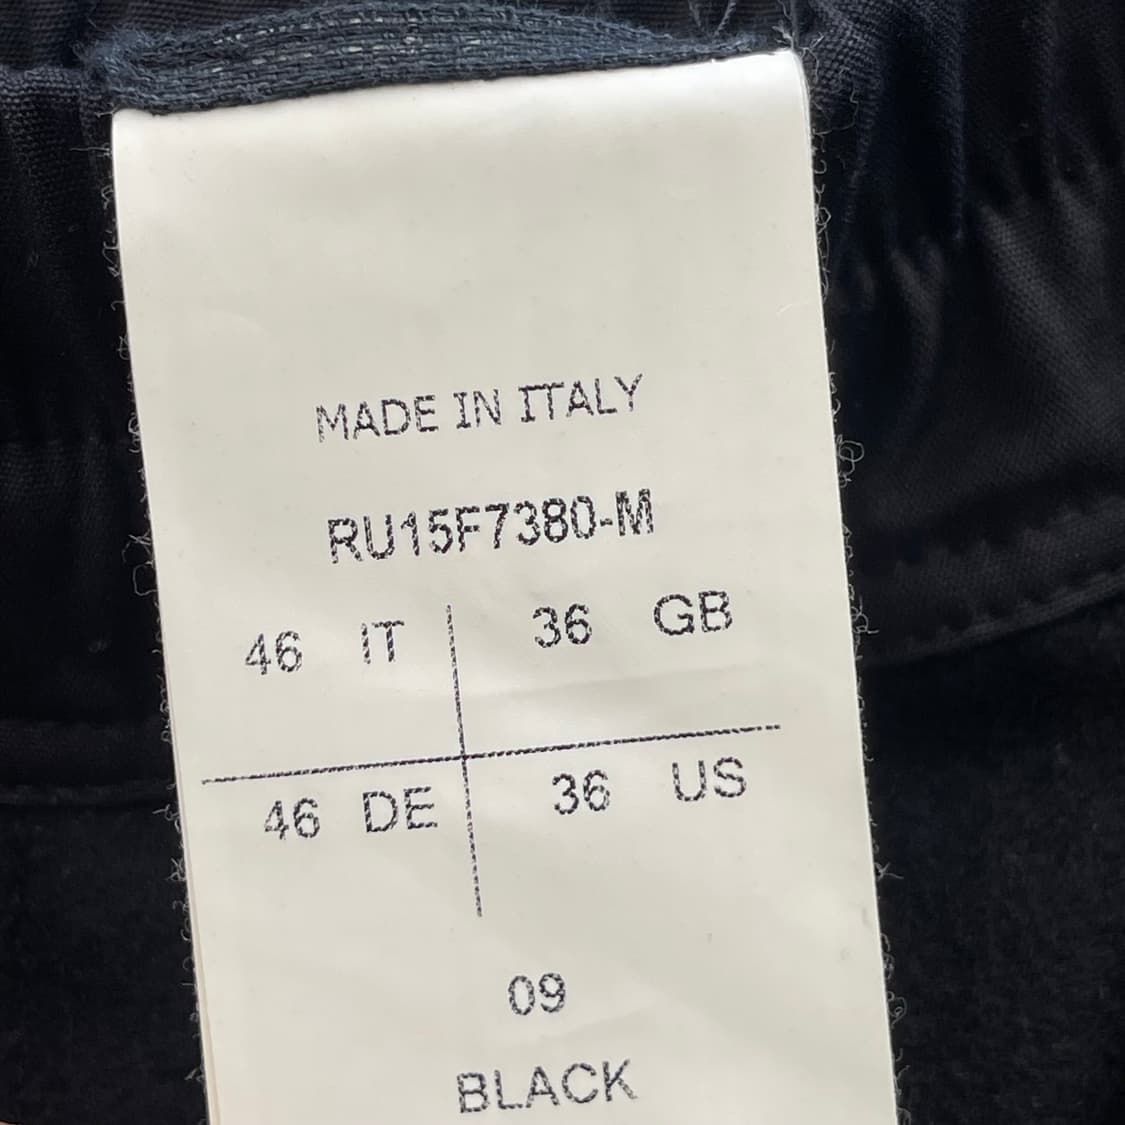 MADE IN ITALY
RU15F7380-M
46 IT 36 GB
46 DE 36 US
09
BLACK